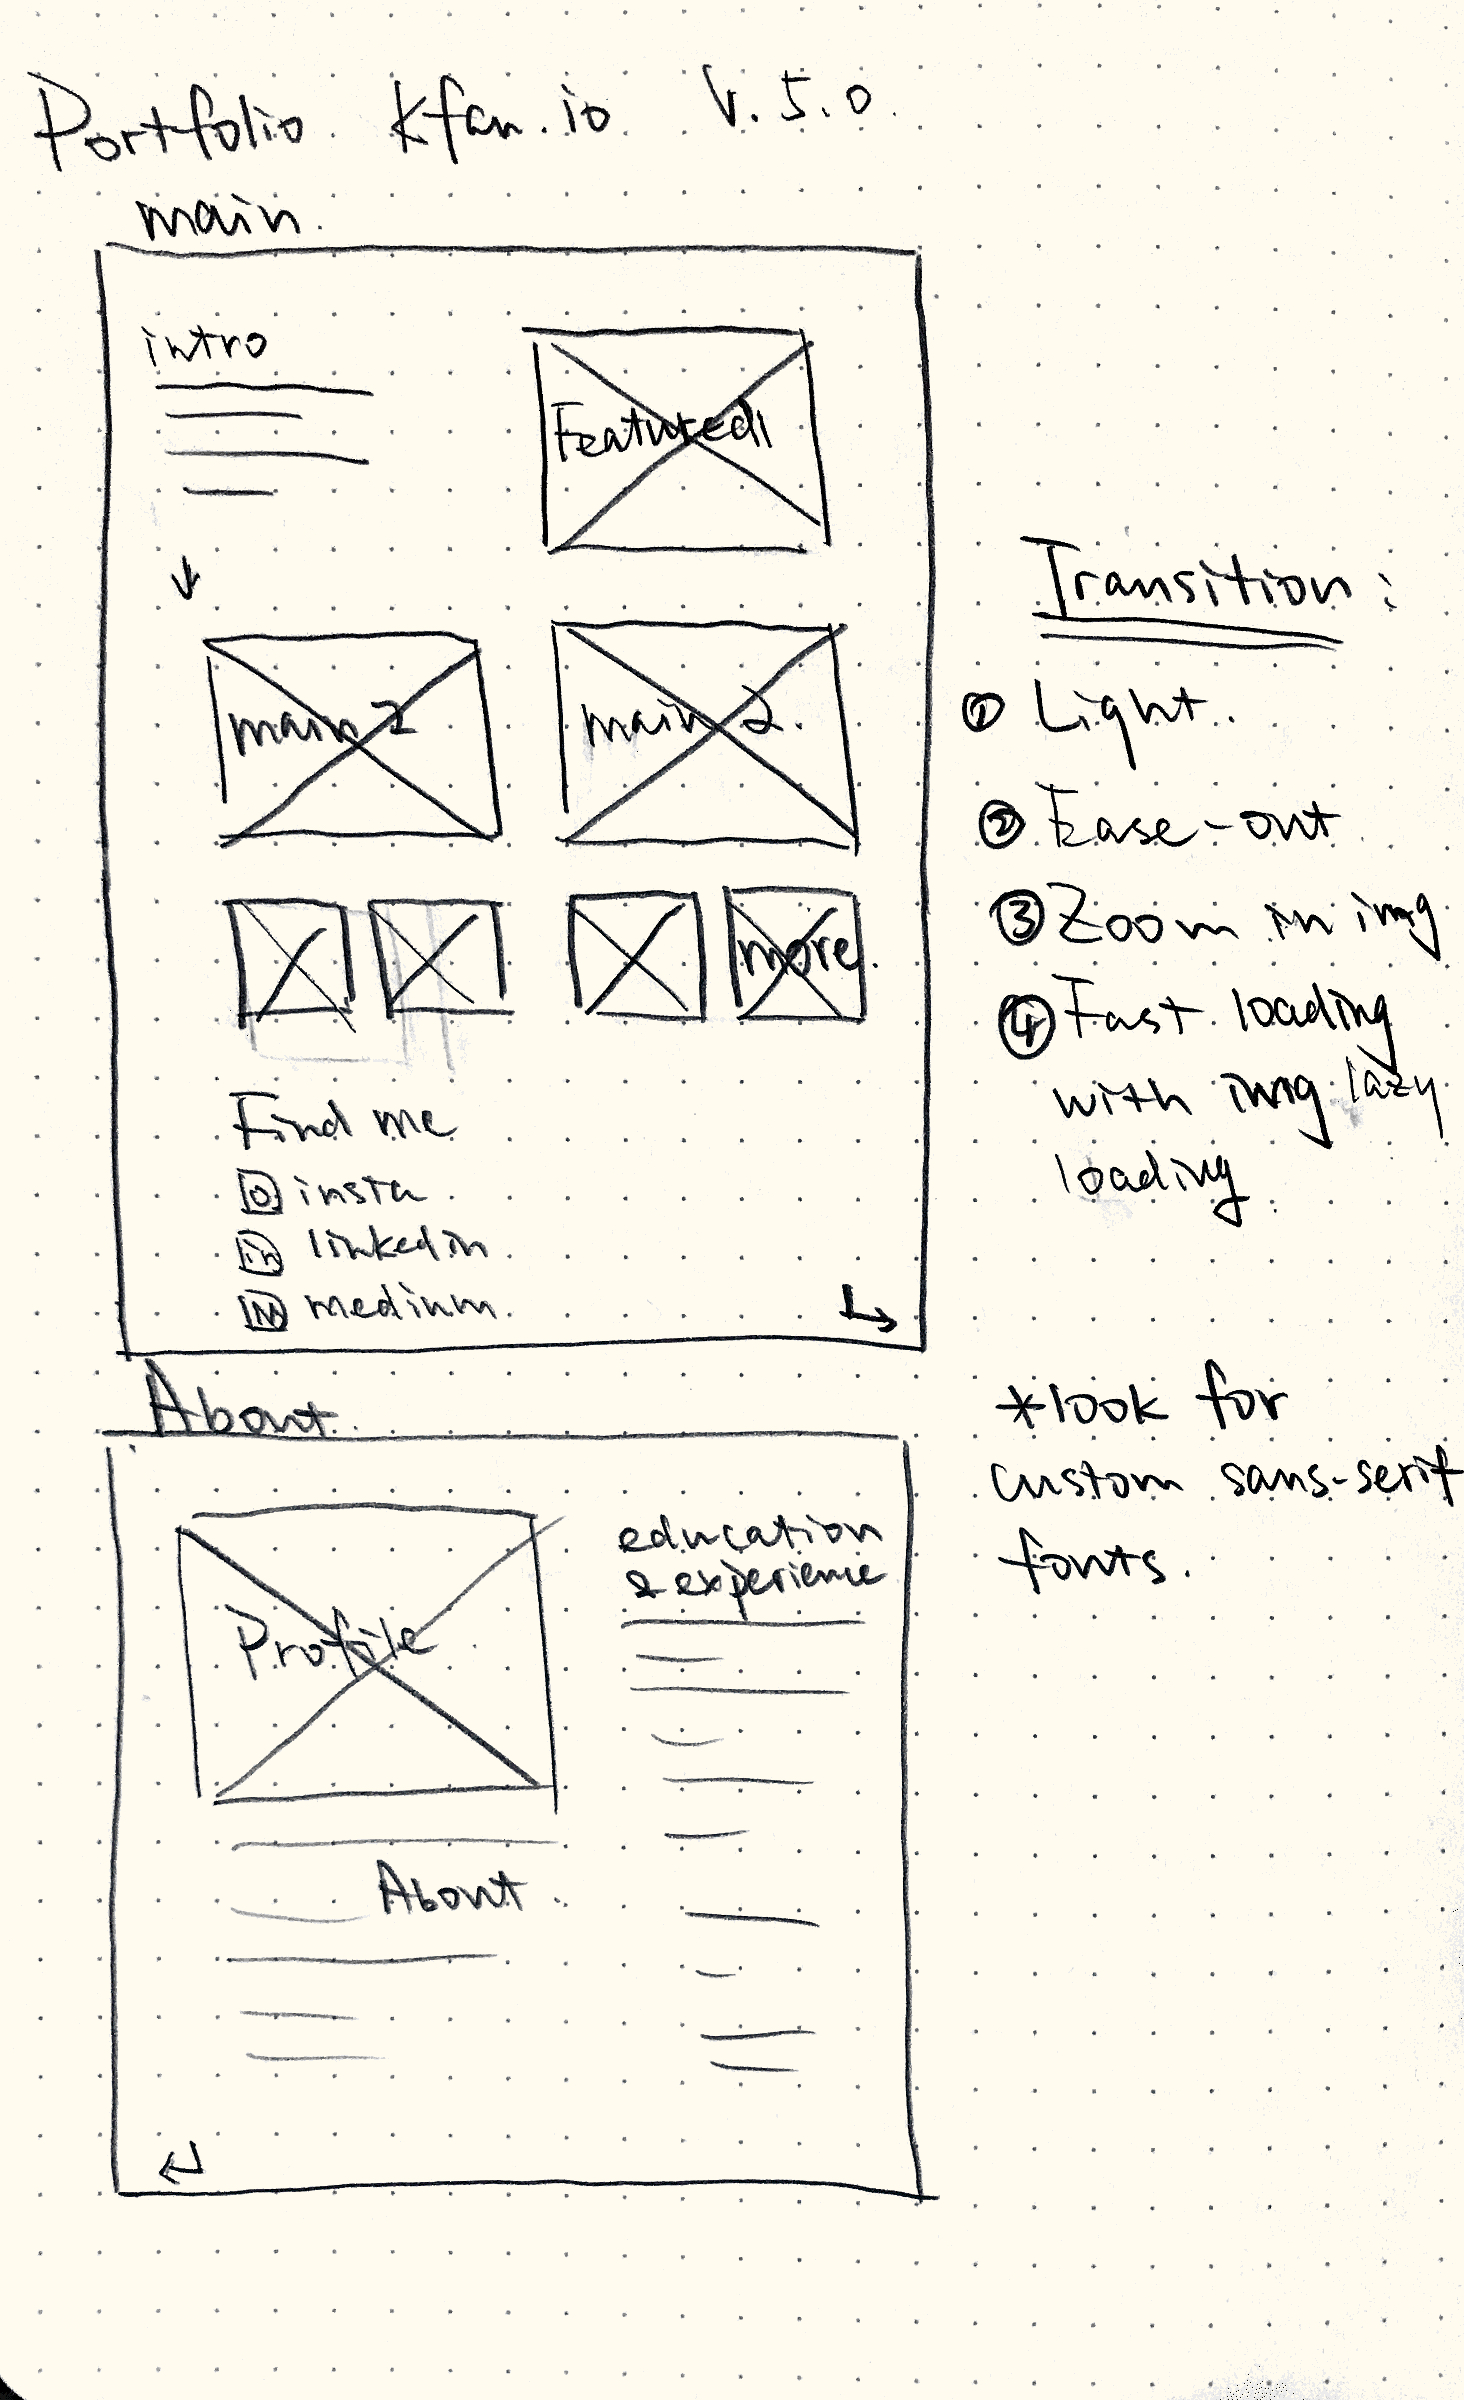 Portfolio kfan.io V.5.0.
main.
intro
Featured1
main 1
main 2.
more.
Find me
insta
in linkedin
M medium.
Transition:
① Light.
② Ease-out
③ Zoom in img
④ Fast loading
with img lazy
loading
*look for
custom sans-serif
fonts.
About.
Profile
education
& experience
About.